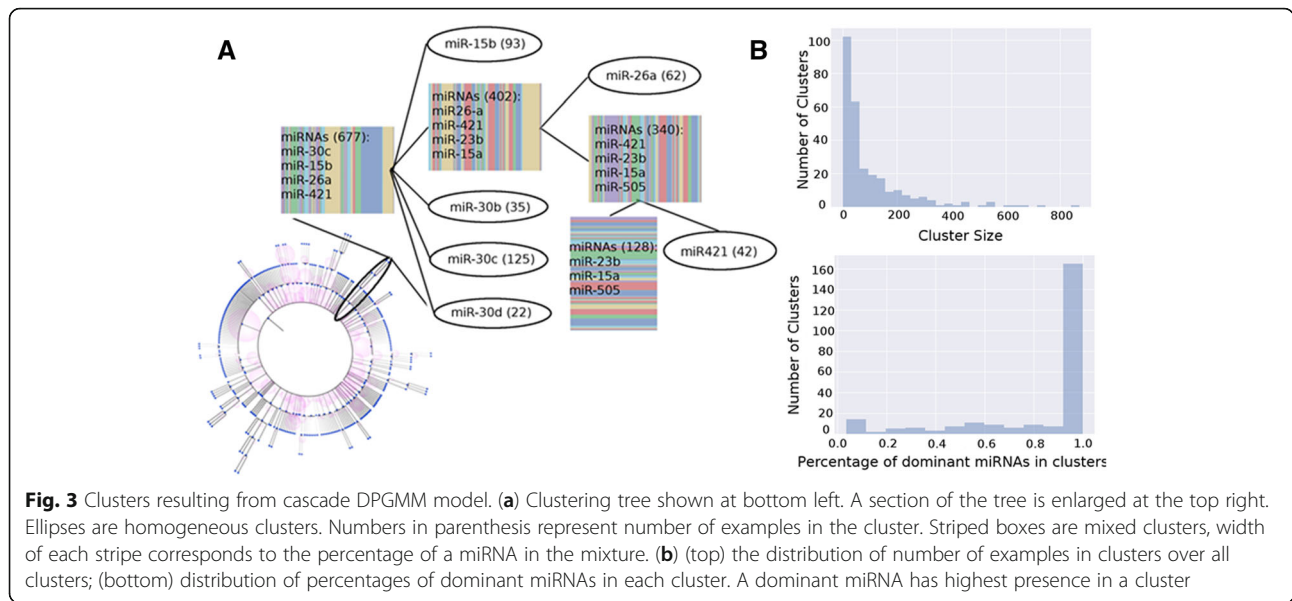 A
miR-15b (93)
miR-26a (62)
miRNAs (402):
miR26-a
miR-421
miR-23b
miR-15a
miRNAs (677):
miR-30c
miR-15b
miR-26a
miR-421
miRNAs (340):
miR-421
miR-23b
miR-15a
miR-505
miR-30b (35)
miR-30c (125)
miR-30d (22)
miRNAs (128):
miR-23b
miR-15a
miR-505
miR421 (42)
B
Number of Clusters
100
80
60
40
20
0
0 200 400 600 800
Cluster Size
Number of Clusters
160
140
120
100
80
60
40
20
0
0.0 0.2 0.4 0.6 0.8 1.0
Percentage of dominant miRNAs in clusters
Fig. 3 Clusters resulting from cascade DPGMM model. (a) Clustering tree shown at bottom left. A section of the tree is enlarged at the top right.
Ellipses are homogeneous clusters. Numbers in parenthesis represent number of examples in the cluster. Striped boxes are mixed clusters, width
of each stripe corresponds to the percentage of a miRNA in the mixture. (b) (top) the distribution of number of examples in clusters over all
clusters; (bottom) distribution of percentages of dominant miRNAs in each cluster. A dominant miRNA has highest presence in a cluster